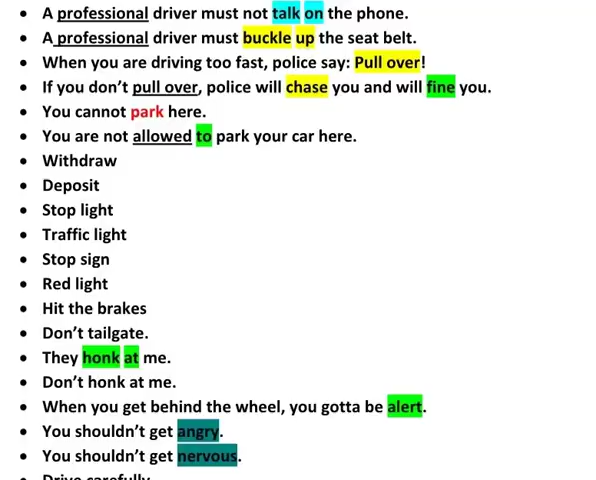 • A professional driver must not talk on the phone.
• A professional driver must buckle up the seat belt.
• When you are driving too fast, police say: Pull over!
• If you don't pull over, police will chase you and will fine you.
• You cannot park here.
• You are not allowed to park your car here.
• Withdraw
• Deposit
• Stop light
• Traffic light
• Stop sign
• Red light
• Hit the brakes
• Don't tailgate.
• They honk at me.
• Don't honk at me.
• When you get behind the wheel, you gotta be alert.
• You shouldn't get angry.
• You shouldn't get nervous.
• Drive carefully